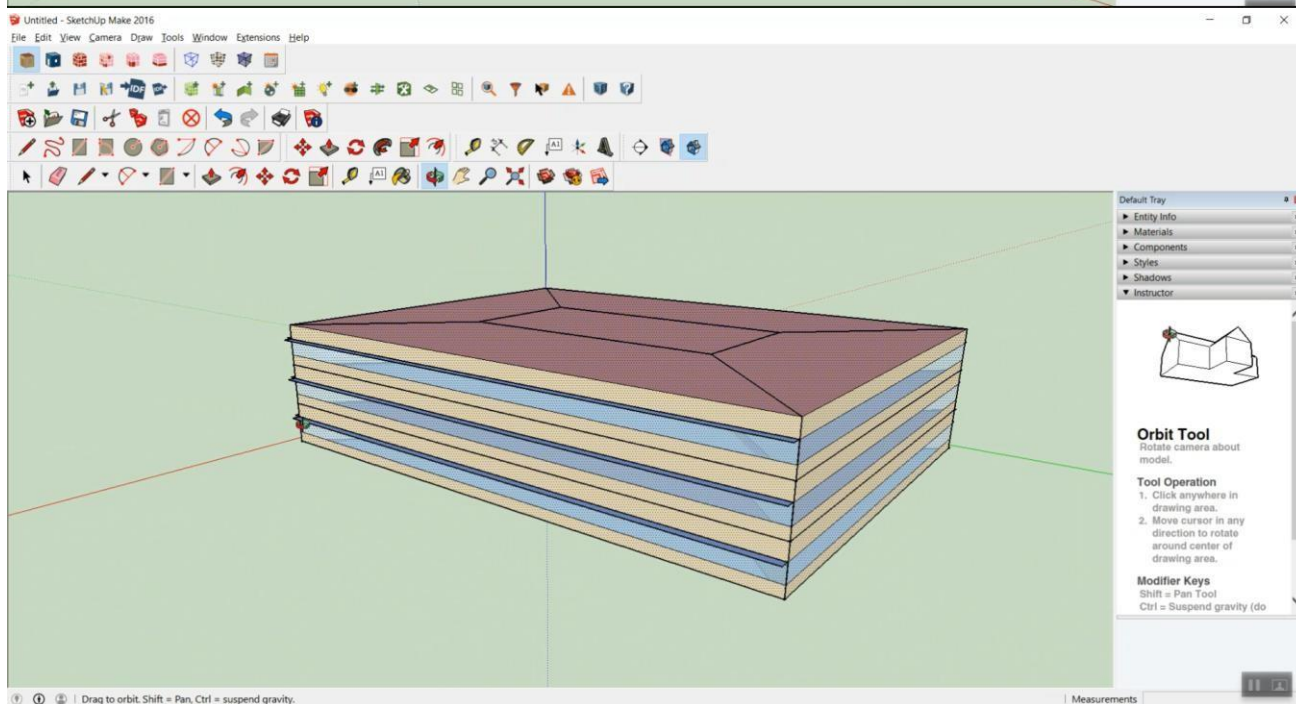 Untitled - SketchUp Make 2016
File Edit View Camera Draw Tools Window Extensions Help
IDF
A1
A1
Default Tray
Entity Info
Materials
Components
Styles
Shadows
Instructor
Orbit Tool
Rotate camera about
model.
Tool Operation
1. Click anywhere in
drawing area.
2. Move cursor in any
direction to rotate
around center of
drawing area.
Modifier Keys
Shift = Pan Tool
Ctrl = Suspend gravity (do
Drag to orbit. Shift = Pan, Ctrl = suspend gravity.
Measurements